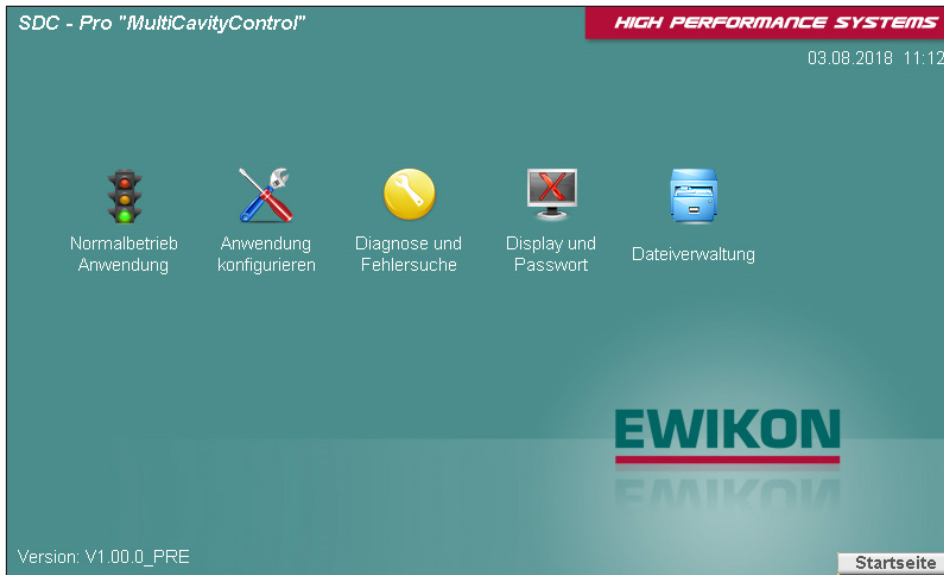 SDC - Pro "MultiCavityControl"
HIGH PERFORMANCE SYSTEMS
03.08.2018 11:12
Normalbetrieb
Anwendung
Anwendung
konfigurieren
Diagnose und
Fehlersuche
Display und
Passwort
Dateiverwaltung
EWIKON
Version: V1.00.0_PRE
Startseite